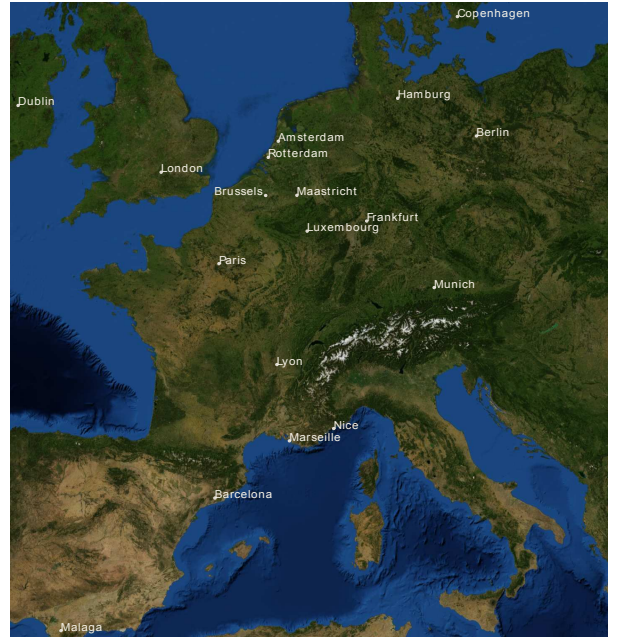 Copenhagen
Hamburg
Dublin
Berlin
Amsterdam
Rotterdam
London
Brussels
Maastricht
Frankfurt
Luxembourg
Paris
Munich
Lyon
Nice
Marseille
Barcelona
Malaga